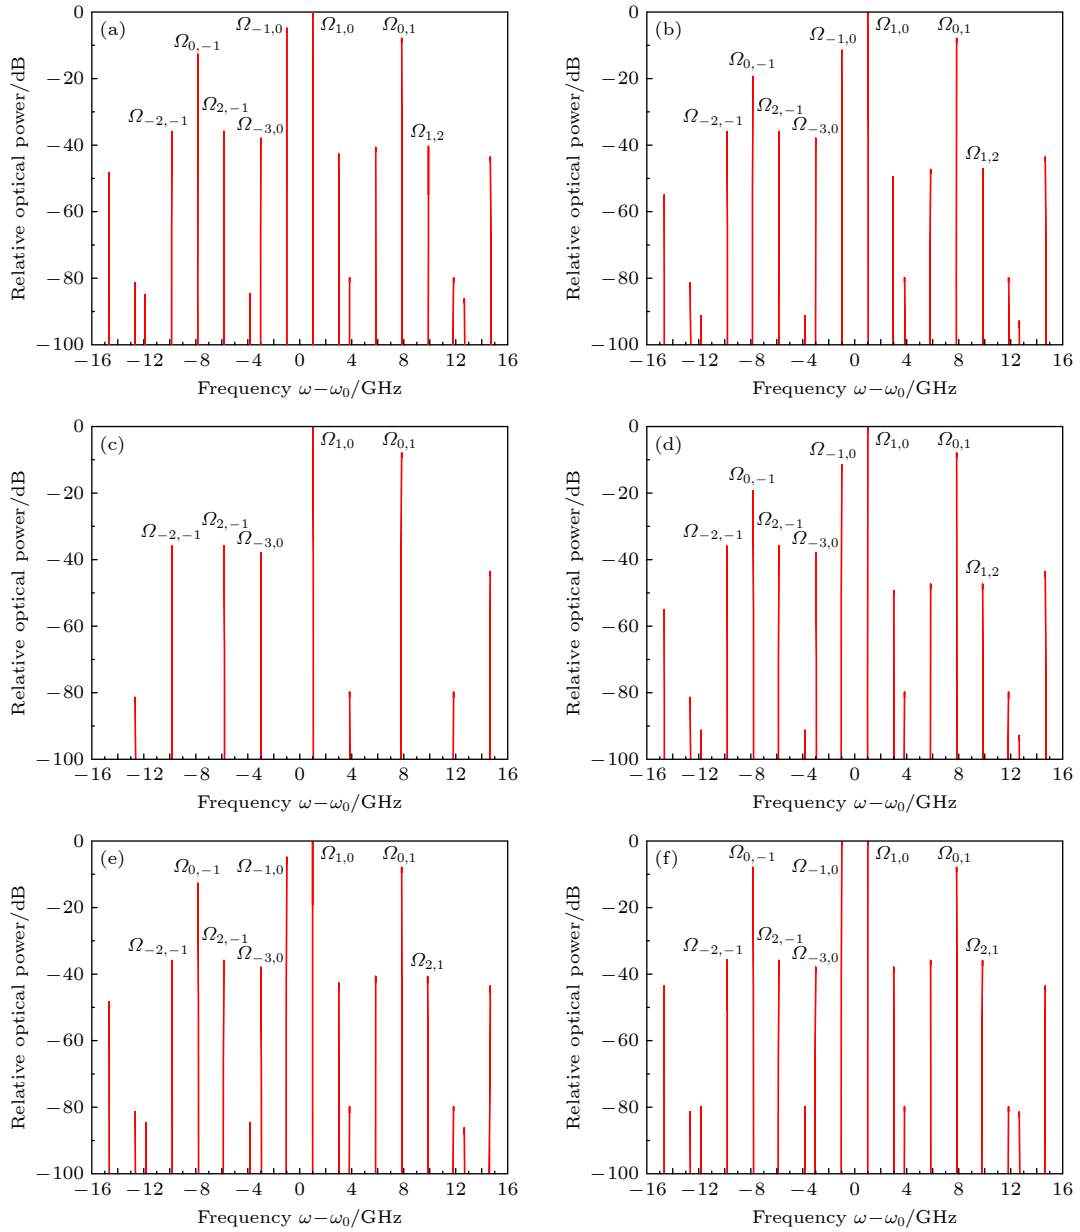 (a)
Relative optical power/dB
0
−20
−40
−60
−80
−100
Ω₋₁,₀ Ω₁,₀ Ω₀,₁
Ω₀,₋₁
Ω₋₂,₋₁ Ω₂,₋₁ Ω₋₃,₀ Ω₁,₂
−16 −12 −8 −4 0 4 8 12 16
Frequency ω−ω₀/GHz
(b)
Relative optical power/dB
0
−20
−40
−60
−80
−100
Ω₋₁,₀ Ω₁,₀ Ω₀,₁
Ω₀,₋₁
Ω₋₂,₋₁ Ω₂,₋₁ Ω₋₃,₀ Ω₁,₂
−16 −12 −8 −4 0 4 8 12 16
Frequency ω−ω₀/GHz
(c)
Relative optical power/dB
0
−20
−40
−60
−80
−100
Ω₁,₀ Ω₀,₁
Ω₋₂,₋₁ Ω₂,₋₁ Ω₋₃,₀
−16 −12 −8 −4 0 4 8 12 16
Frequency ω−ω₀/GHz
(d)
Relative optical power/dB
0
−20
−40
−60
−80
−100
Ω₋₁,₀ Ω₁,₀ Ω₀,₁
Ω₀,₋₁
Ω₋₂,₋₁ Ω₂,₋₁ Ω₋₃,₀ Ω₁,₂
−16 −12 −8 −4 0 4 8 12 16
Frequency ω−ω₀/GHz
(e)
Relative optical power/dB
0
−20
−40
−60
−80
−100
Ω₀,₋₁ Ω₋₁,₀ Ω₁,₀ Ω₀,₁
Ω₋₂,₋₁ Ω₂,₋₁ Ω₋₃,₀ Ω₂,₁
−16 −12 −8 −4 0 4 8 12 16
Frequency ω−ω₀/GHz
(f)
Relative optical power/dB
0
−20
−40
−60
−80
−100
Ω₀,₋₁ Ω₋₁,₀ Ω₁,₀ Ω₀,₁
Ω₋₂,₋₁ Ω₂,₋₁ Ω₋₃,₀ Ω₂,₁
−16 −12 −8 −4 0 4 8 12 16
Frequency ω−ω₀/GHz